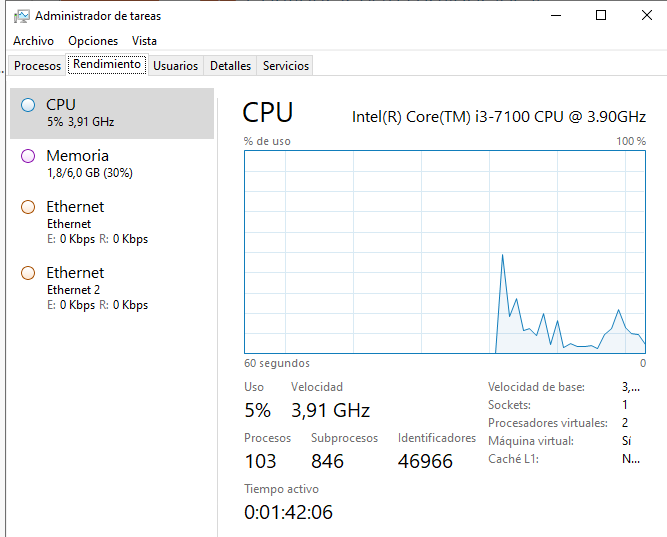 Administrador de tareas
Archivo Opciones Vista
Procesos Rendimiento Usuarios Detalles Servicios
CPU
5% 3,91 GHz
Memoria
1,8/6,0 GB (30%)
Ethernet
Ethernet
E: 0 Kbps R: 0 Kbps
Ethernet
Ethernet 2
E: 0 Kbps R: 0 Kbps
CPU Intel(R) Core(TM) i3-7100 CPU @ 3.90GHz
% de uso 100 %
60 segundos 0
Uso Velocidad
5% 3,91 GHz
Procesos Subprocesos Identificadores
103 846 46966
Tiempo activo
0:01:42:06
Velocidad de base: 3,...
Sockets: 1
Procesadores virtuales: 2
Máquina virtual: Sí
Caché L1: N...